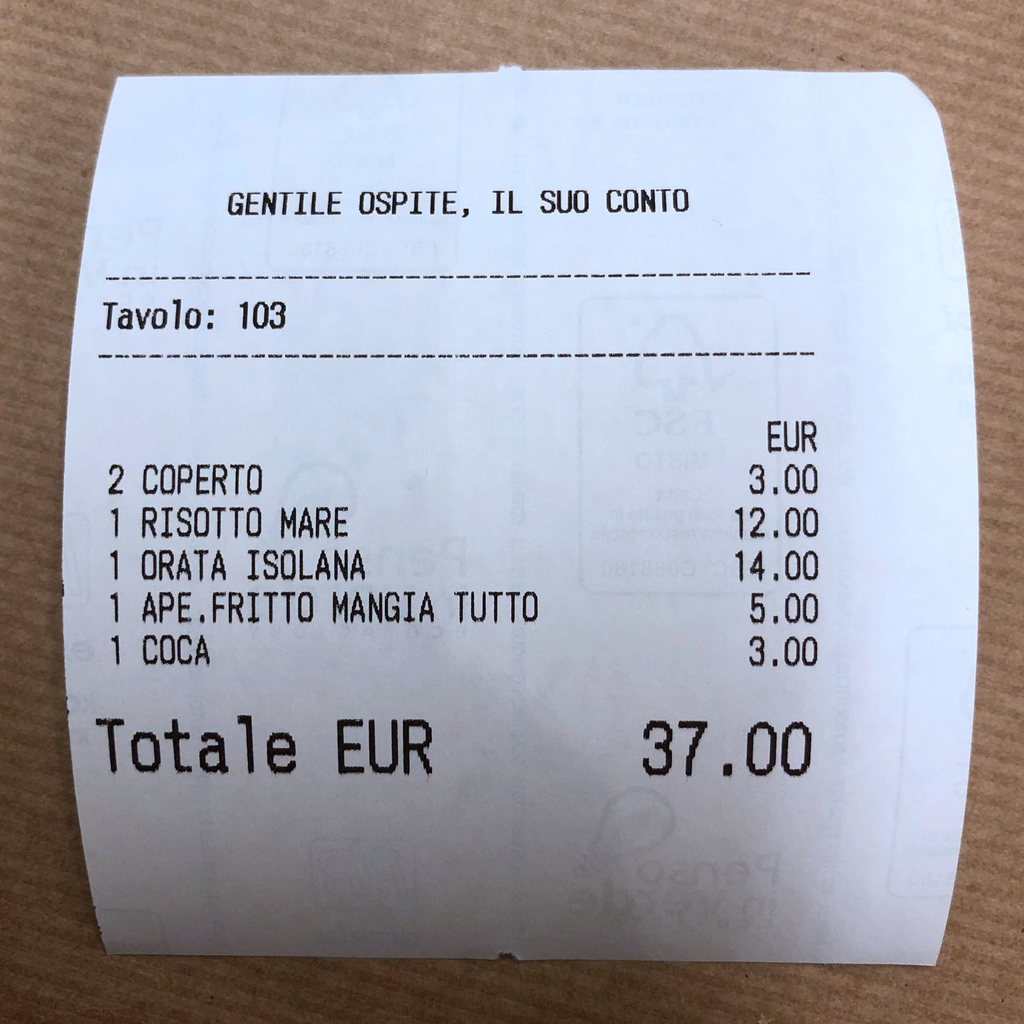 GENTILE OSPITE, IL SUO CONTO
Tavolo: 103
EUR
2 COPERTO 3.00
1 RISOTTO MARE 12.00
1 ORATA ISOLANA 14.00
1 APE.FRITTO MANGIA TUTTO 5.00
1 COCA 3.00
Totale EUR 37.00